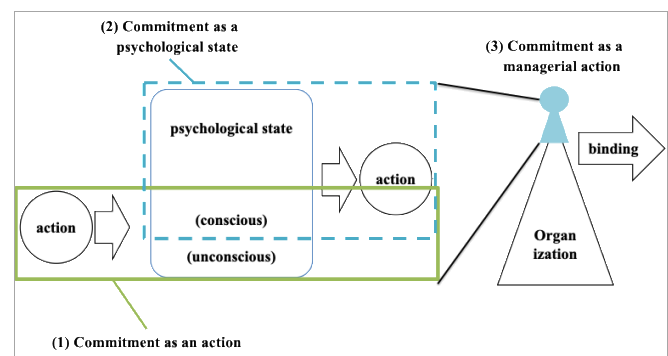 (2) Commitment as a
psychological state
(3) Commitment as a
managerial action
psychological state
binding
action
action
(conscious)
Organ
ization
(unconscious)
(1) Commitment as an action